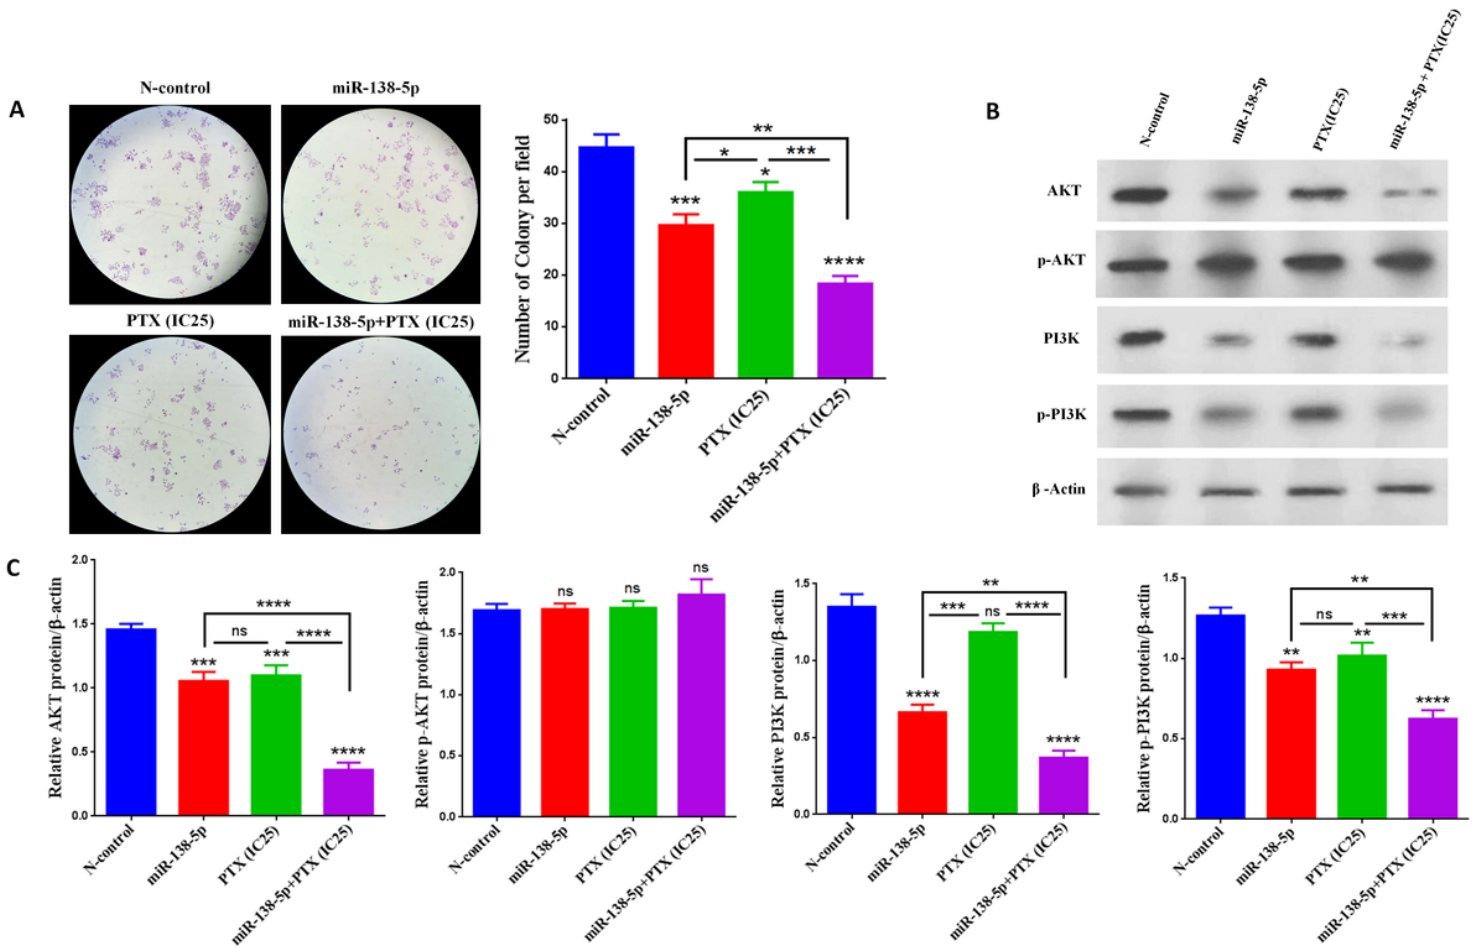 A
N-control
miR-138-5p
PTX (IC25)
miR-138-5p+PTX (IC25)
Number of Colony per field
50
40
30
20
10
0
**
*
***
***
*
****
N-control
miR-138-5p
PTX (IC25)
miR-138-5p+PTX (IC25)
B
N-control
miR-138-5p
PTX(IC25)
miR-138-5p+ PTX(IC25)
AKT
p-AKT
PI3K
p-PI3K
β -Actin
C
Relative AKT protein/β-actin
2.0
1.5
1.0
0.5
0.0
****
ns
****
***
***
****
N-control
miR-138-5p
PTX (IC25)
miR-138-5p+PTX (IC25)
Relative p-AKT protein/β-actin
2.0
1.5
1.0
0.5
0.0
ns
ns
ns
N-control
miR-138-5p
PTX (IC25)
miR-138-5p+PTX (IC25)
Relative PI3K protein/β-actin
1.5
1.0
0.5
0.0
**
***
ns
****
****
****
N-control
miR-138-5p
PTX (IC25)
miR-138-5p+PTX (IC25)
Relative p-PI3K protein/β-actin
1.5
1.0
0.5
0.0
**
ns
***
**
**
****
N-control
miR-138-5p
PTX (IC25)
miR-138-5p+PTX (IC25)